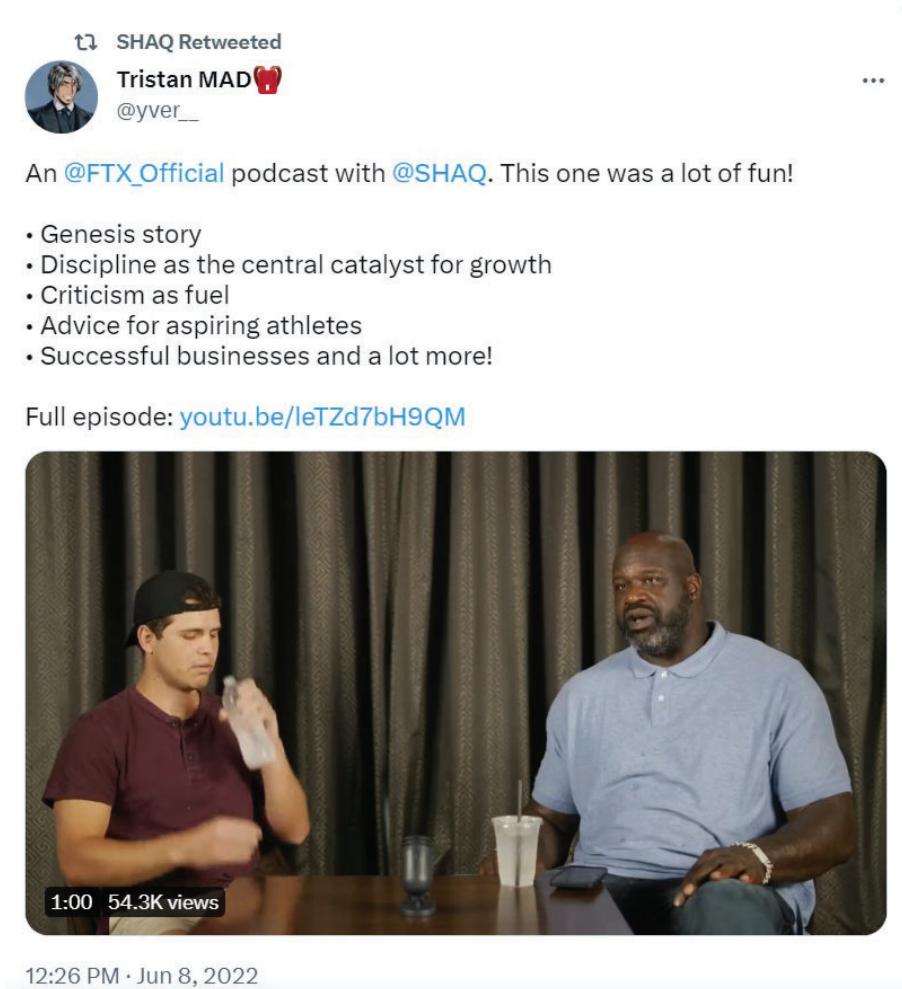 SHAQ Retweeted
Tristan MAD
@yver__
An @FTX_Official podcast with @SHAQ. This one was a lot of fun!
• Genesis story
• Discipline as the central catalyst for growth
• Criticism as fuel
• Advice for aspiring athletes
• Successful businesses and a lot more!
Full episode: youtu.be/leTZd7bH9QM
1:00 54.3K views
12:26 PM · Jun 8, 2022